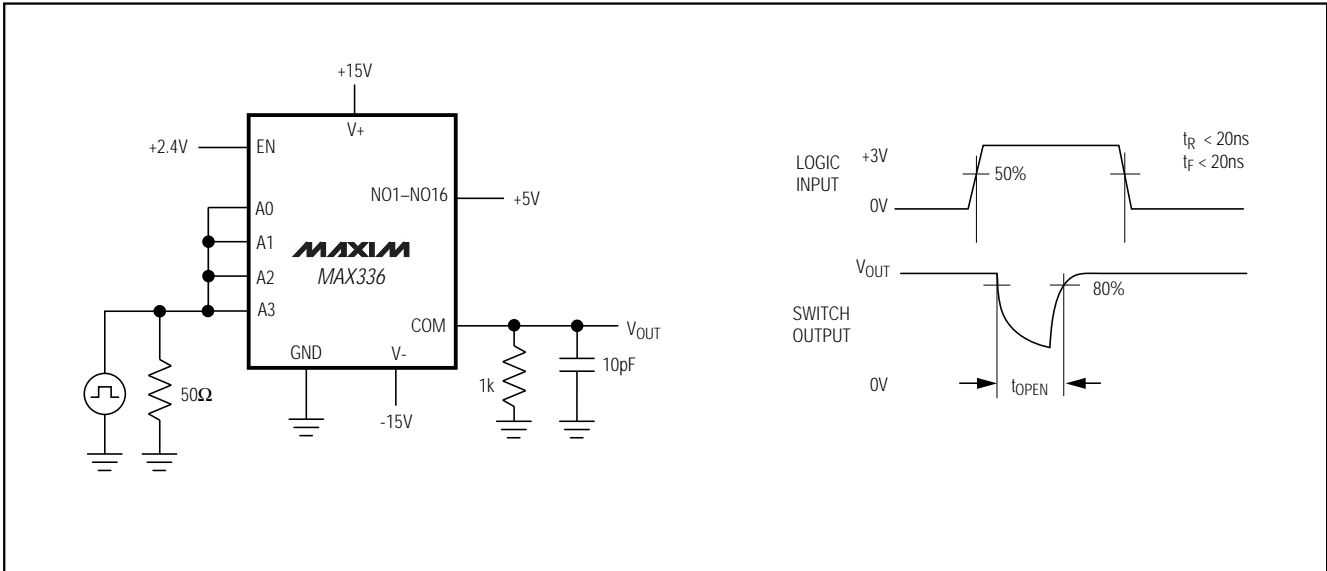 +15V
V+
+2.4V
EN
NO1–NO16
+5V
A0
A1
A2
A3
MAXIM
MAX336
COM
VOUT
GND
V-
50Ω
1k
10pF
-15V
LOGIC
INPUT
+3V
0V
50%
tR < 20ns
tF < 20ns
VOUT
80%
SWITCH
OUTPUT
0V
tOPEN